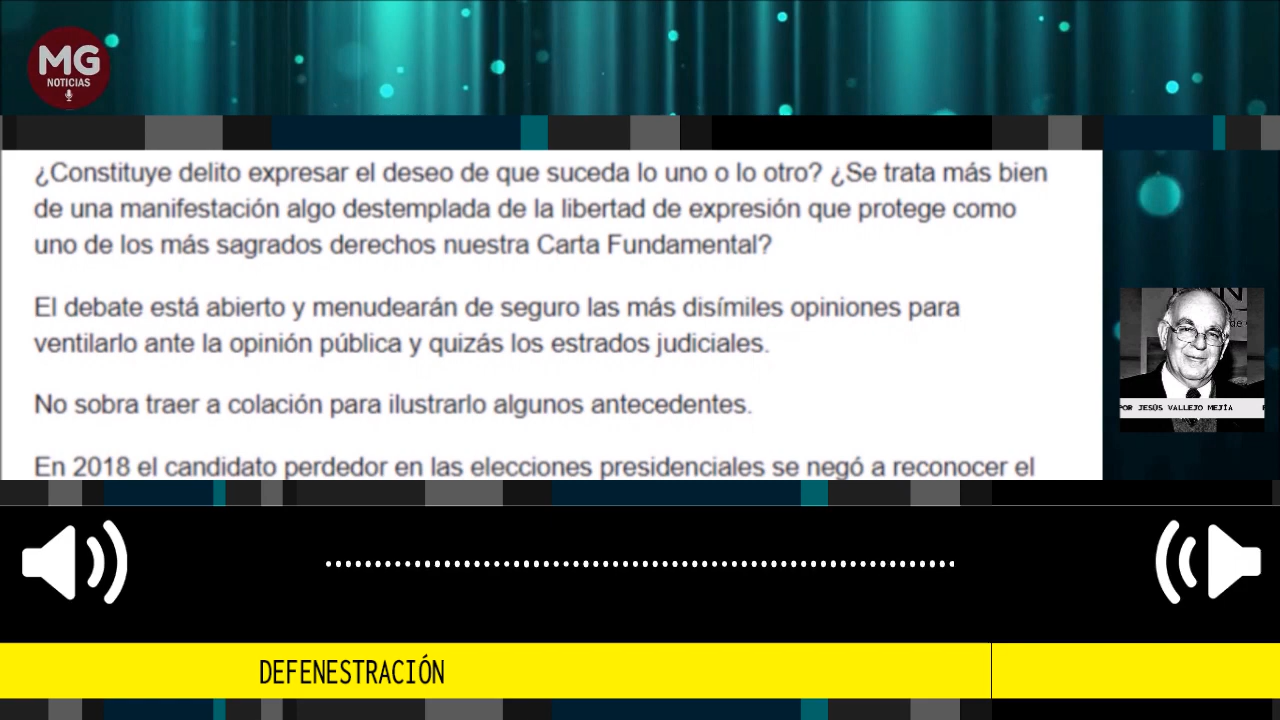 MG
NOTICIAS
¿Constituye delito expresar el deseo de que suceda lo uno o lo otro? ¿Se trata más bien
de una manifestación algo destemplada de la libertad de expresión que protege como
uno de los más sagrados derechos nuestra Carta Fundamental?
El debate está abierto y menudearán de seguro las más disímiles opiniones para
ventilarlo ante la opinión pública y quizás los estrados judiciales.
No sobra traer a colación para ilustrarlo algunos antecedentes.
En 2018 el candidato perdedor en las elecciones presidenciales se negó a reconocer el
de
POR JESÚS VALLEJO MEJÍA
DEFENESTRACIÓN